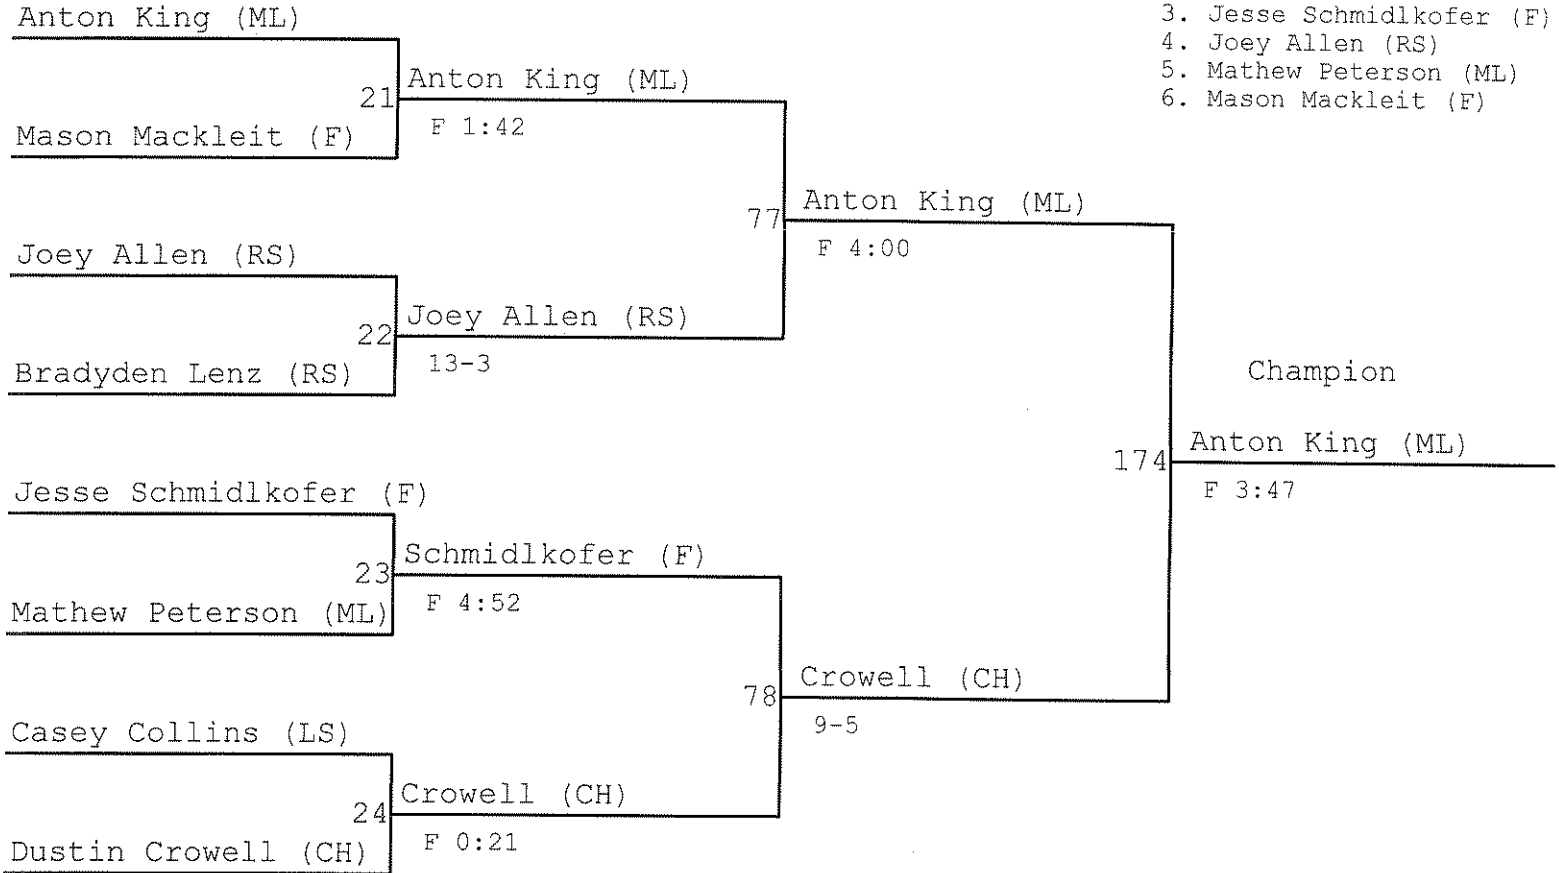 Anton King (ML)
21
Mason Mackleit (F)
Anton King (ML)
F 1:42
Joey Allen (RS)
22
Bradyden Lenz (RS)
Joey Allen (RS)
13-3
77
Anton King (ML)
F 4:00
Jesse Schmidlkofer (F)
23
Mathew Peterson (ML)
Schmidlkofer (F)
F 4:52
Casey Collins (LS)
24
Dustin Crowell (CH)
Crowell (CH)
F 0:21
78
Crowell (CH)
9-5
174
Champion
Anton King (ML)
F 3:47
3. Jesse Schmidlkofer (F)
4. Joey Allen (RS)
5. Mathew Peterson (ML)
6. Mason Mackleit (F)